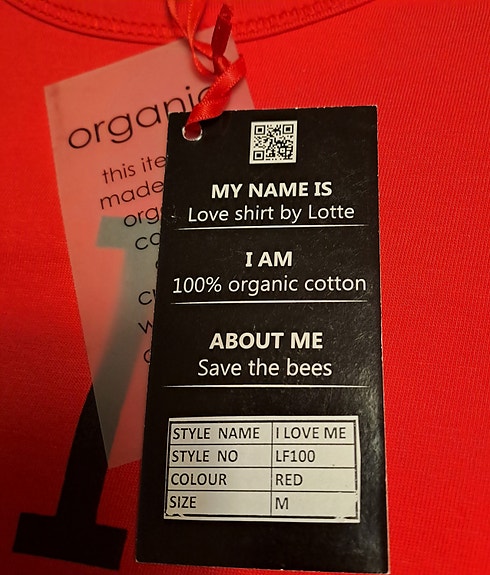 organic
this
made
MY NAME IS
Love shirt by Lotte
I AM
100% organic cotton
ABOUT ME
Save the bees
STYLE NAME I LOVE ME
STYLE NO LF100
COLOUR RED
SIZE M